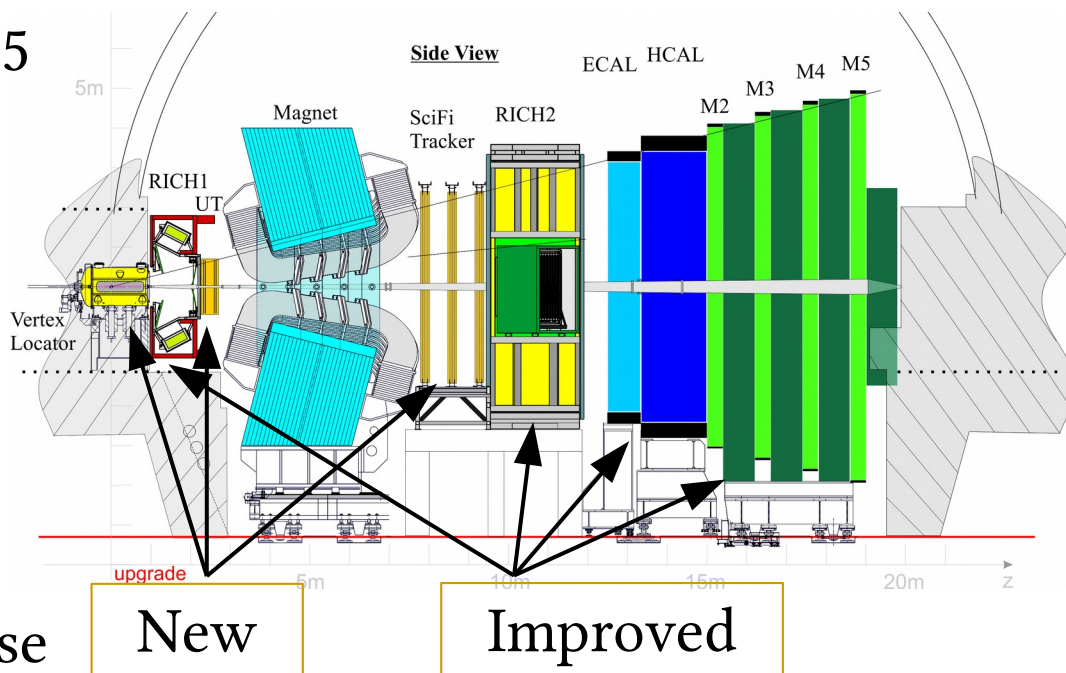 5
Side View
ECAL
HCAL
M5
M4
M3
M2
5m
Magnet
SciFi
Tracker
RICH2
RICH1
UT
Vertex
Locator
upgrade
5m
10m
15m
20m
z
se
New
Improved